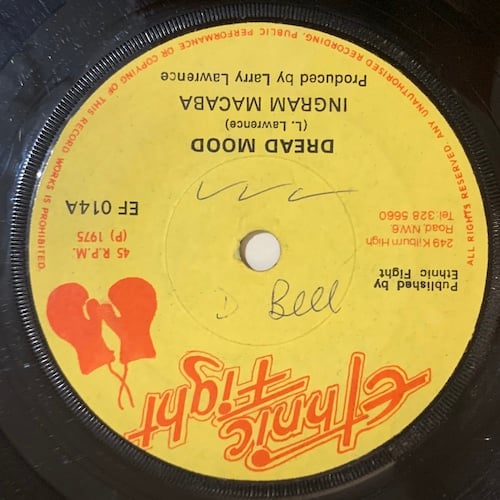 Ethnic
Fight
Published by
Ethnic Fight
249 Kilburn High
Road, NW6.
Tel: 328 5660
45 R.P.M.
(P) 1975
EF 014A
D Bell
DREAD MOOD
(L. Lawrence)
INGRAM MACABA
Produced by Larry Lawrence
ALL RIGHTS RESERVED. ANY UNAUTHORISED RECORDING, PUBLIC PERFORMANCE OR COPYING OF THIS RECORD WORKS IS PROHIBITED.